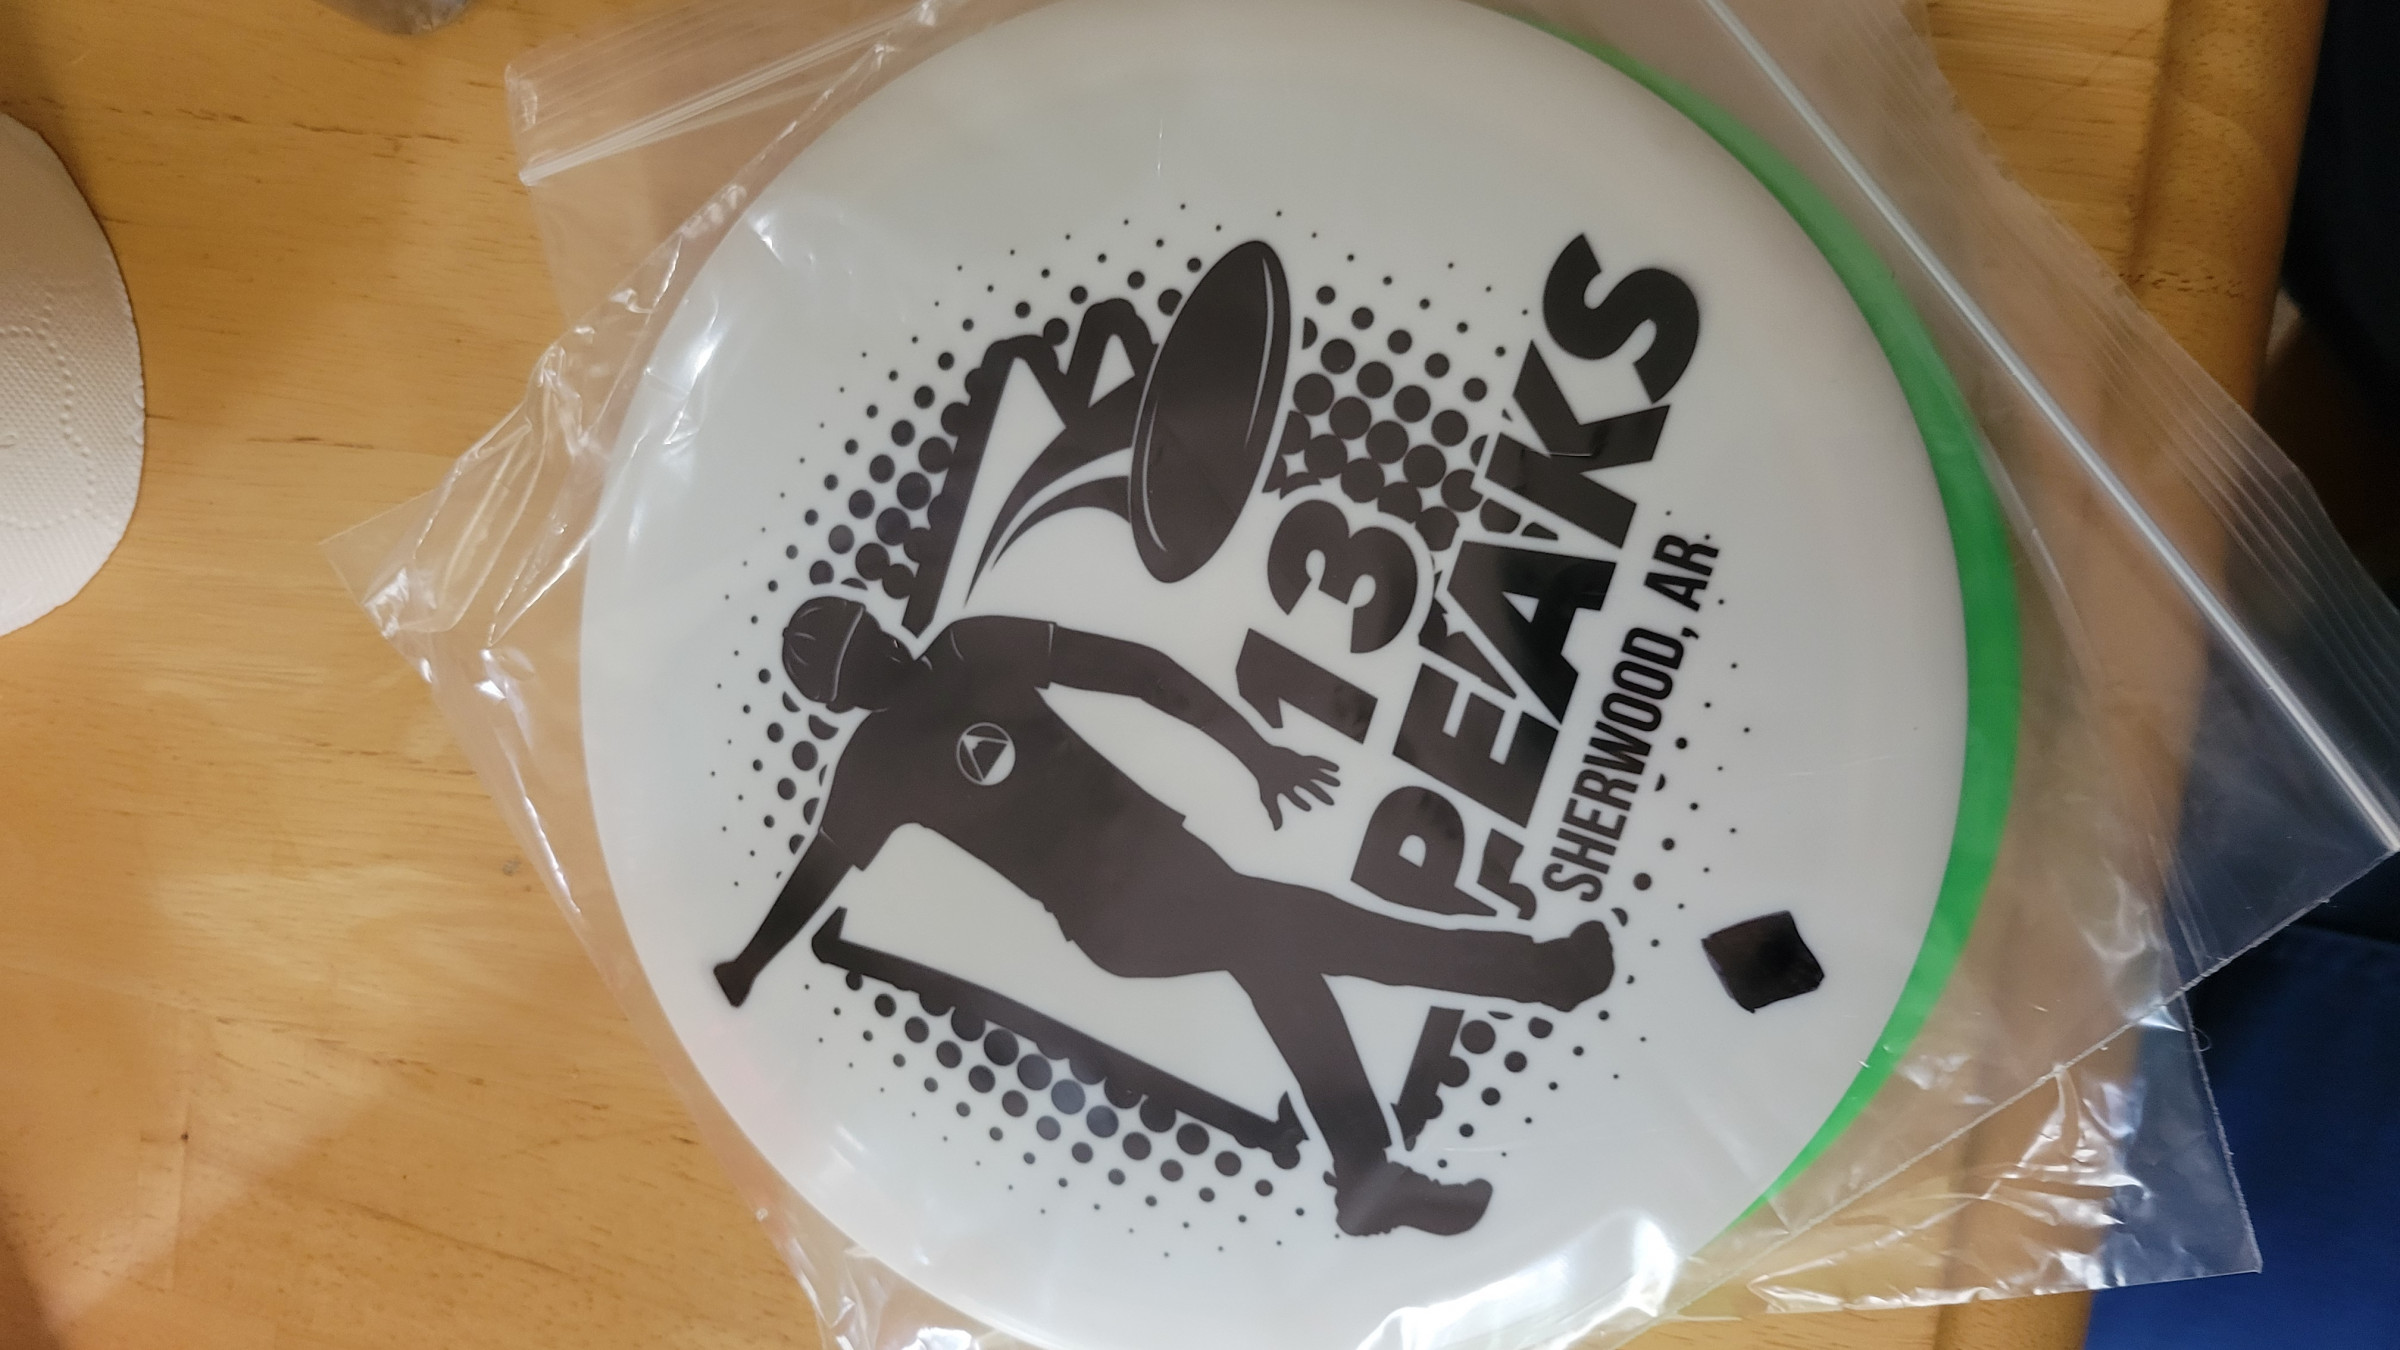 13
PEAKS
SHERWOOD, AR.